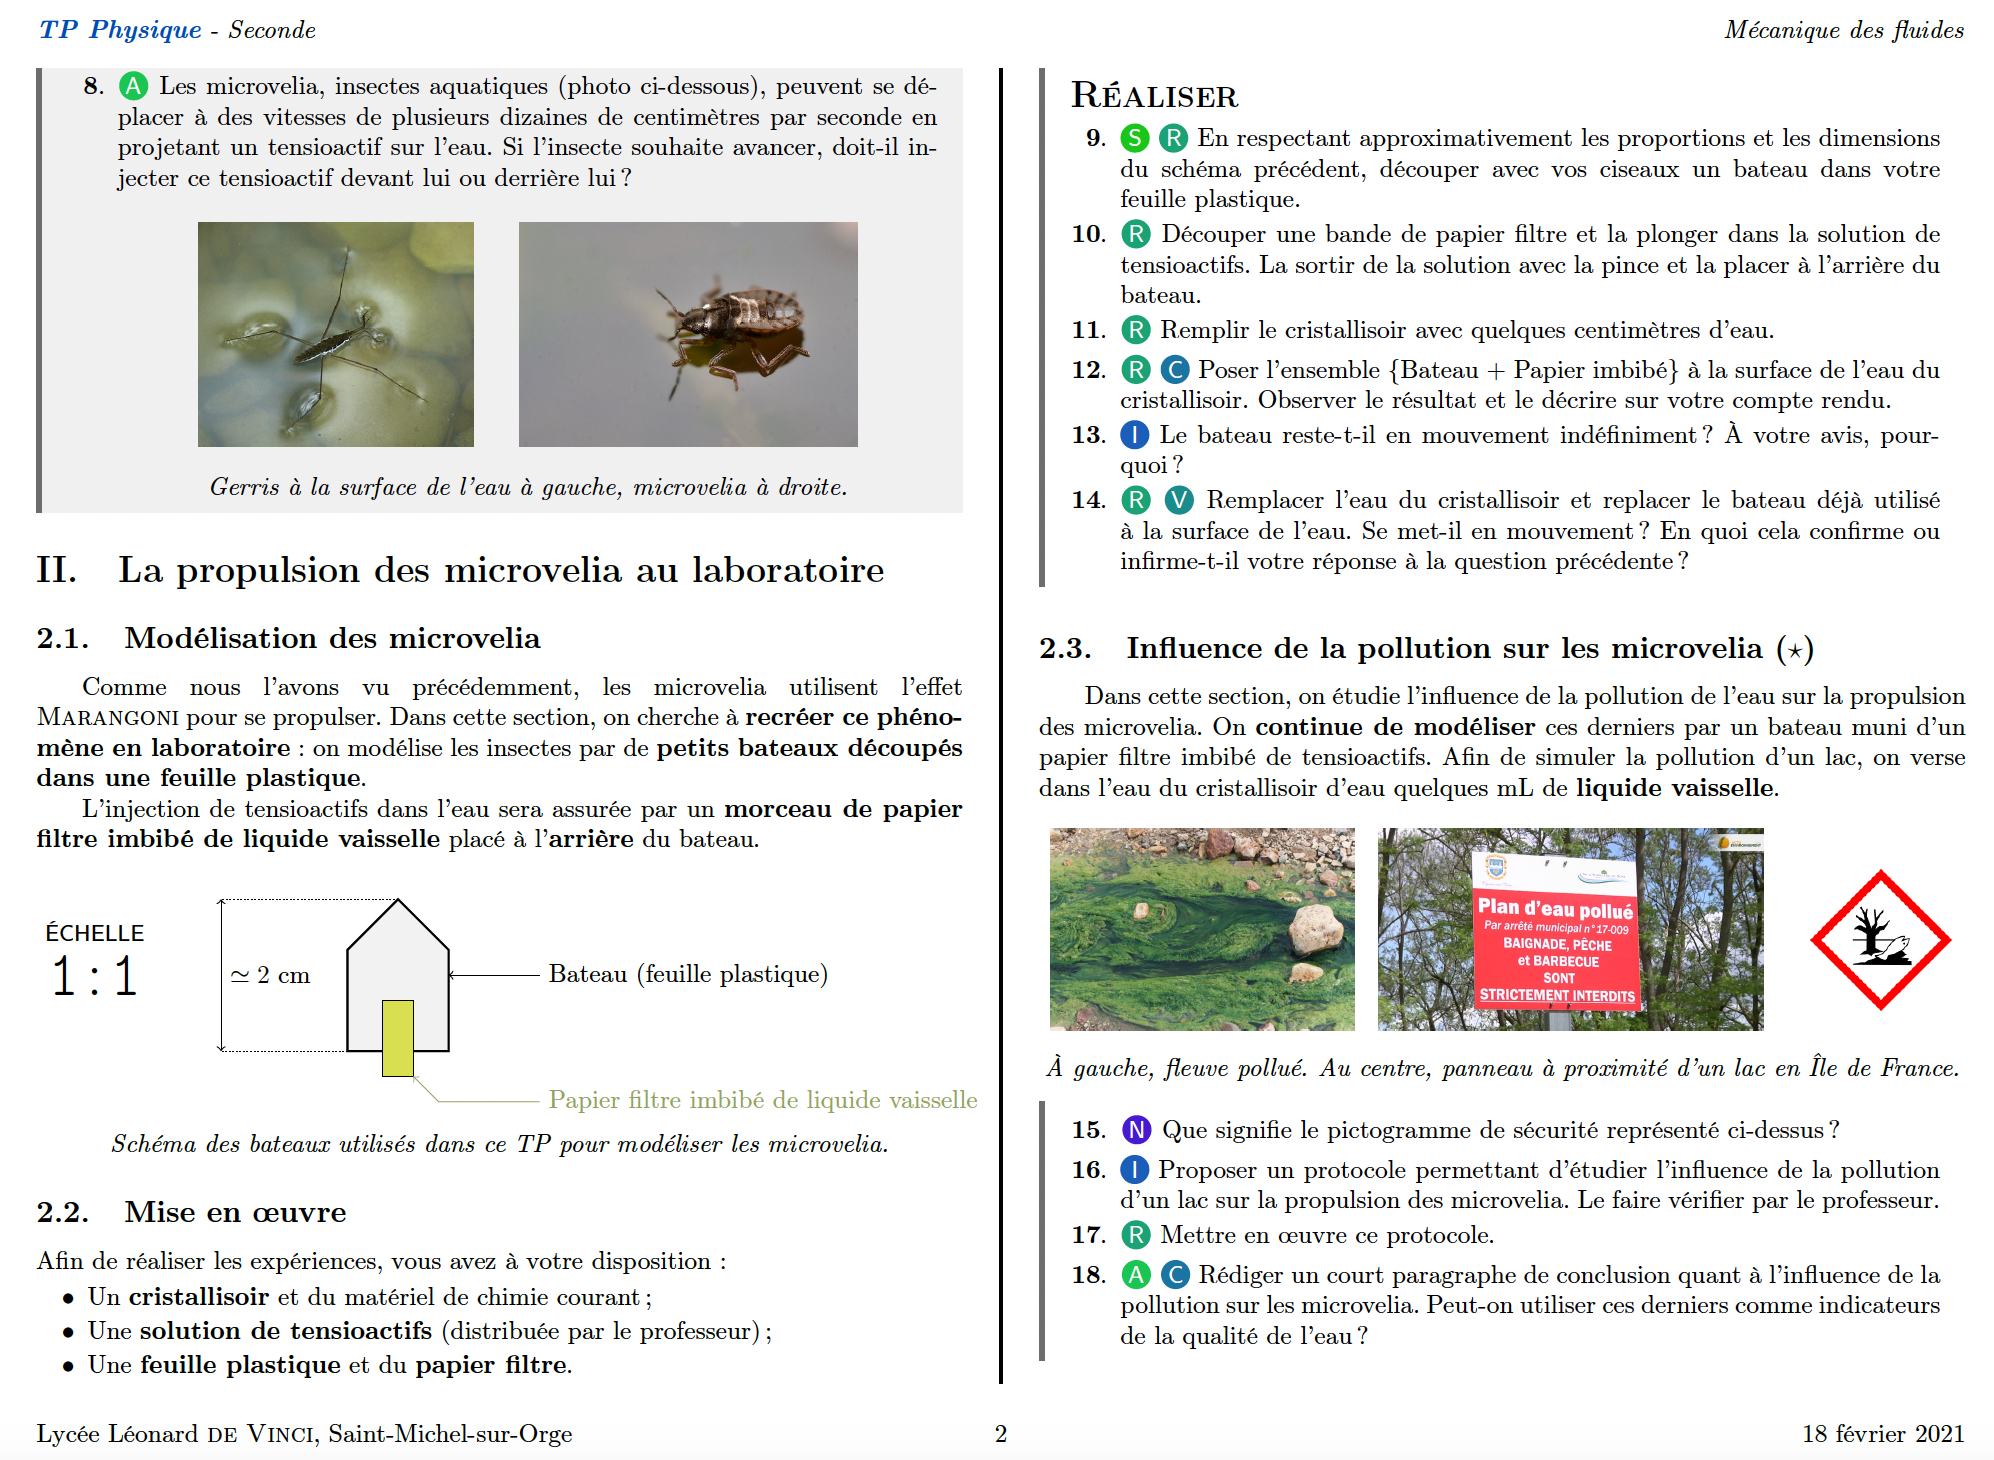 TP Physique - Seconde
Mécanique des fluides
8. A Les microvelia, insectes aquatiques (photo ci-dessous), peuvent se dé-
placer à des vitesses de plusieurs dizaines de centimètres par seconde en
projetant un tensioactif sur l'eau. Si l'insecte souhaite avancer, doit-il in-
jecter ce tensioactif devant lui ou derrière lui ?
Gerris à la surface de l'eau à gauche, microvelia à droite.
II. La propulsion des microvelia au laboratoire
2.1. Modélisation des microvelia
Comme nous l'avons vu précédemment, les microvelia utilisent l'effet
MARANGONI pour se propulser. Dans cette section, on cherche à recréer ce phéno-
mène en laboratoire : on modélise les insectes par de petits bateaux découpés
dans une feuille plastique.
L'injection de tensioactifs dans l'eau sera assurée par un morceau de papier
filtre imbibé de liquide vaisselle placé à l'arrière du bateau.
ÉCHELLE
1 : 1
≃ 2 cm
Bateau (feuille plastique)
Papier filtre imbibé de liquide vaisselle
Schéma des bateaux utilisés dans ce TP pour modéliser les microvelia.
2.2. Mise en œuvre
Afin de réaliser les expériences, vous avez à votre disposition :
• Un cristallisoir et du matériel de chimie courant ;
• Une solution de tensioactifs (distribuée par le professeur) ;
• Une feuille plastique et du papier filtre.
RÉALISER
9. S R En respectant approximativement les proportions et les dimensions
du schéma précédent, découper avec vos ciseaux un bateau dans votre
feuille plastique.
10. R Découper une bande de papier filtre et la plonger dans la solution de
tensioactifs. La sortir de la solution avec la pince et la placer à l'arrière du
bateau.
11. R Remplir le cristallisoir avec quelques centimètres d'eau.
12. R C Poser l'ensemble {Bateau + Papier imbibé} à la surface de l'eau du
cristallisoir. Observer le résultat et le décrire sur votre compte rendu.
13. I Le bateau reste-t-il en mouvement indéfiniment ? À votre avis, pour-
quoi ?
14. R V Remplacer l'eau du cristallisoir et replacer le bateau déjà utilisé
à la surface de l'eau. Se met-il en mouvement ? En quoi cela confirme ou
infirme-t-il votre réponse à la question précédente ?
2.3. Influence de la pollution sur les microvelia (⋆)
Dans cette section, on étudie l'influence de la pollution de l'eau sur la propulsion
des microvelia. On continue de modéliser ces derniers par un bateau muni d'un
papier filtre imbibé de tensioactifs. Afin de simuler la pollution d'un lac, on verse
dans l'eau du cristallisoir d'eau quelques mL de liquide vaisselle.
Plan d'eau pollué
Par arrêté municipal n°17-009
BAIGNADE, PÊCHE
et BARBECUE
SONT
STRICTEMENT INTERDITS
À gauche, fleuve pollué. Au centre, panneau à proximité d'un lac en Île de France.
15. N Que signifie le pictogramme de sécurité représenté ci-dessus ?
16. I Proposer un protocole permettant d'étudier l'influence de la pollution
d'un lac sur la propulsion des microvelia. Le faire vérifier par le professeur.
17. R Mettre en œuvre ce protocole.
18. A C Rédiger un court paragraphe de conclusion quant à l'influence de la
pollution sur les microvelia. Peut-on utiliser ces derniers comme indicateurs
de la qualité de l'eau ?
Lycée Léonard DE VINCI, Saint-Michel-sur-Orge
2
18 février 2021